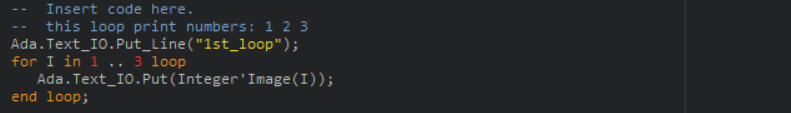 --  Insert code here.
--  this loop print numbers: 1 2 3
Ada.Text_IO.Put_Line("1st_loop");
for I in 1 .. 3 loop
   Ada.Text_IO.Put(Integer'Image(I));
end loop;